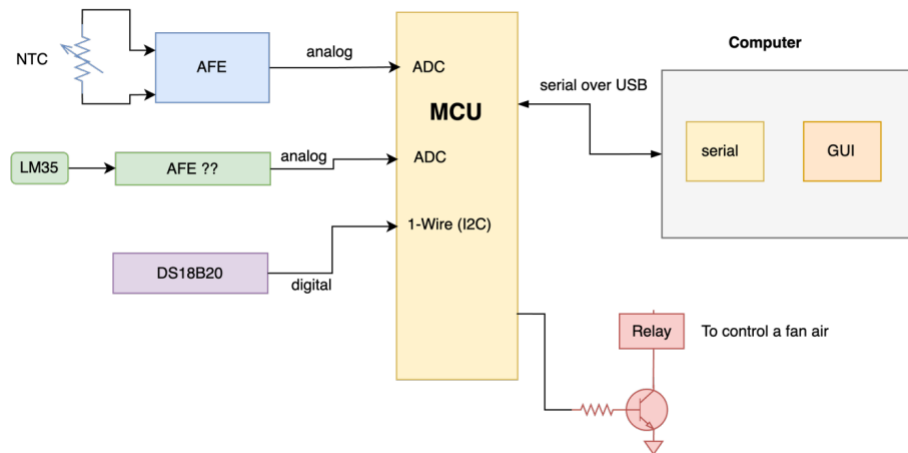 NTC
AFE
analog
ADC
MCU
serial over USB
Computer
serial
GUI
LM35
AFE ??
analog
ADC
1-Wire (I2C)
DS18B20
digital
Relay
To control a fan air